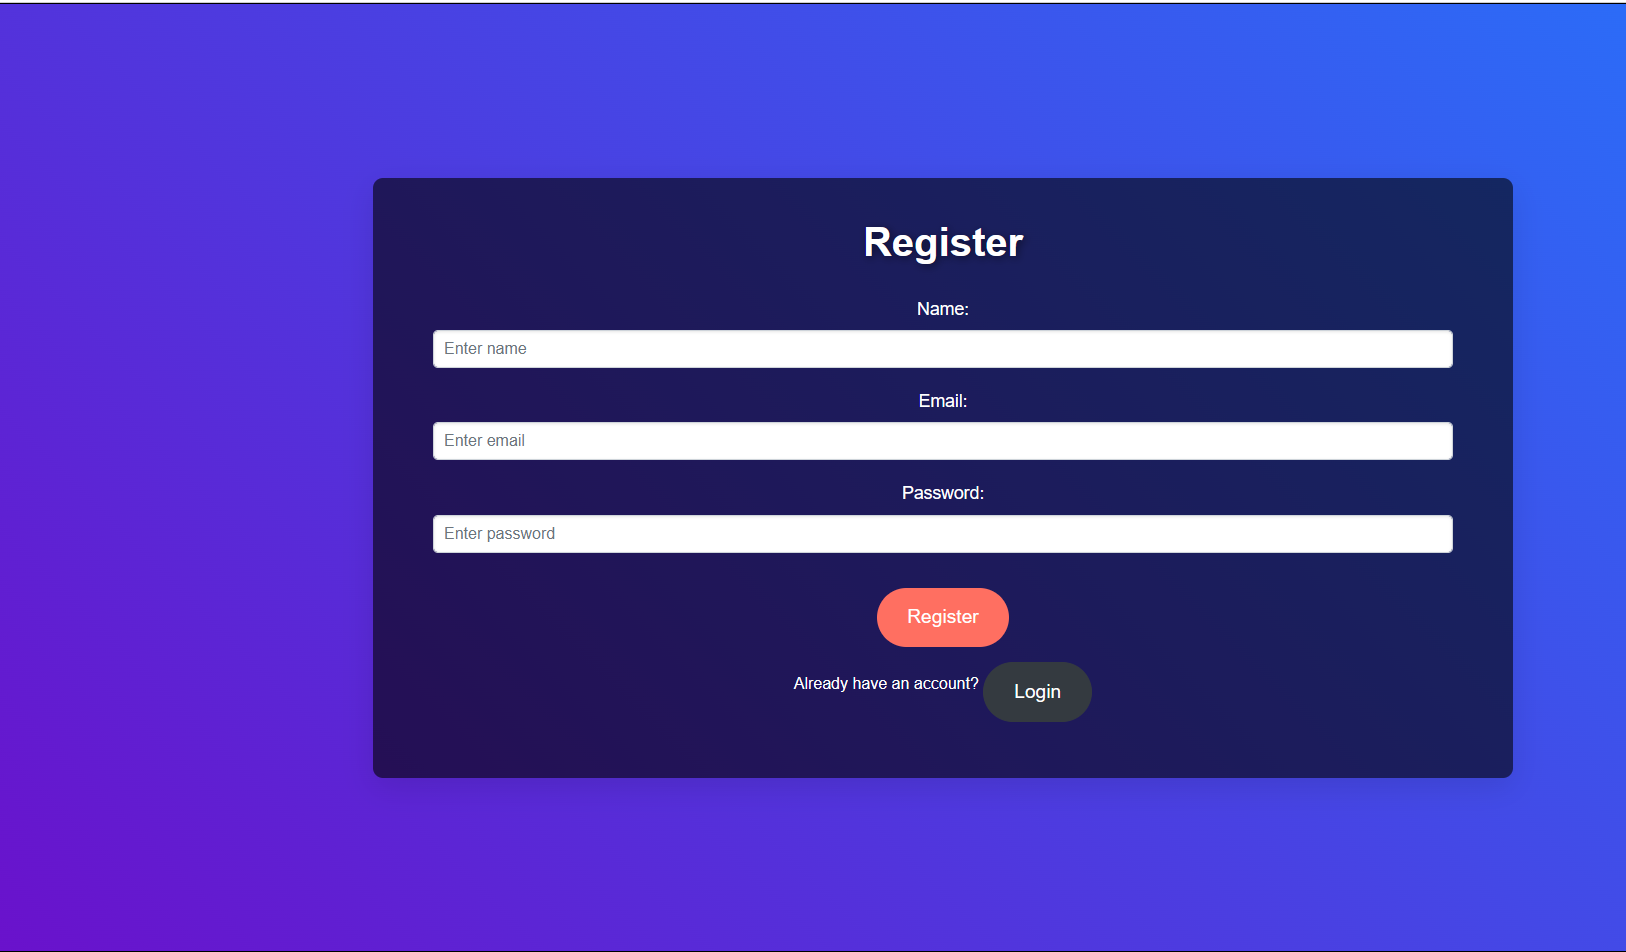 Register
Name:
Enter name
Email:
Enter email
Password:
Enter password
Register
Already have an account? Login